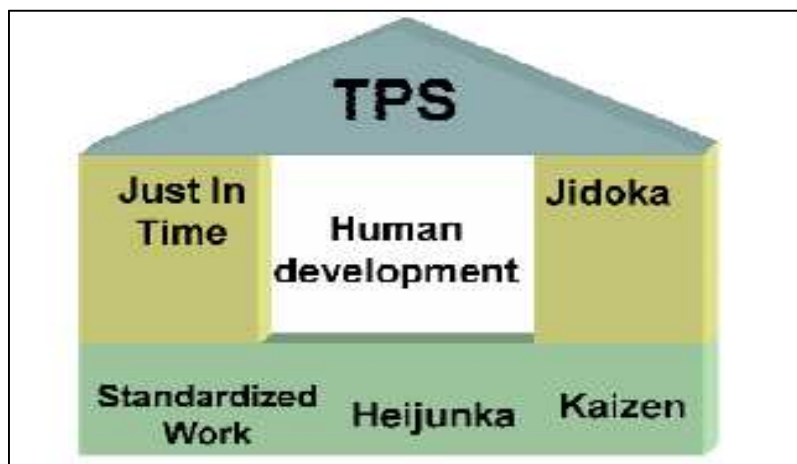 TPS
Just In
Time
Human
development
Jidoka
Standardized
Work
Heijunka
Kaizen